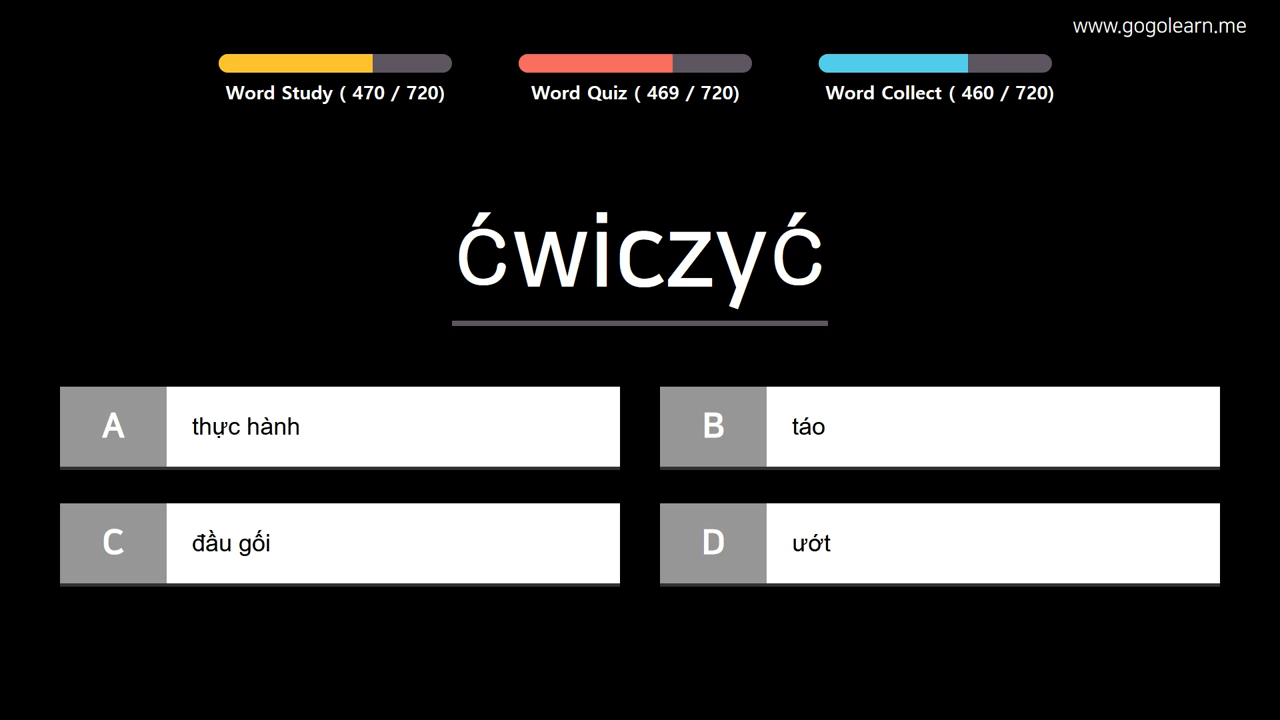 www.gogolearn.me
Word Study ( 470 / 720)
Word Quiz ( 469 / 720)
Word Collect ( 460 / 720)
ćwiczyć
A thực hành
B táo
C đầu gối
D ướt